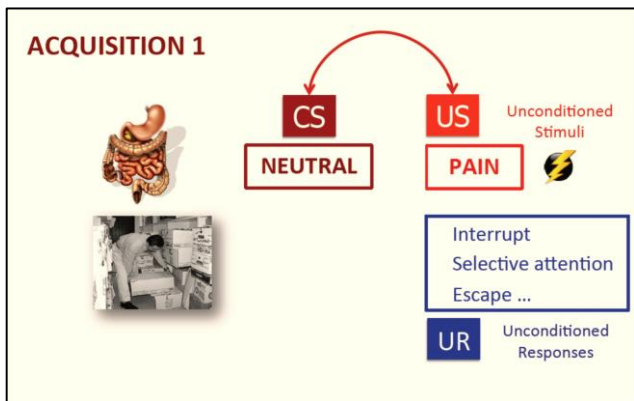 ACQUISITION 1
CS
US
Unconditioned
Stimuli
NEUTRAL
PAIN
Interrupt
Selective attention
Escape ...
UR
Unconditioned
Responses